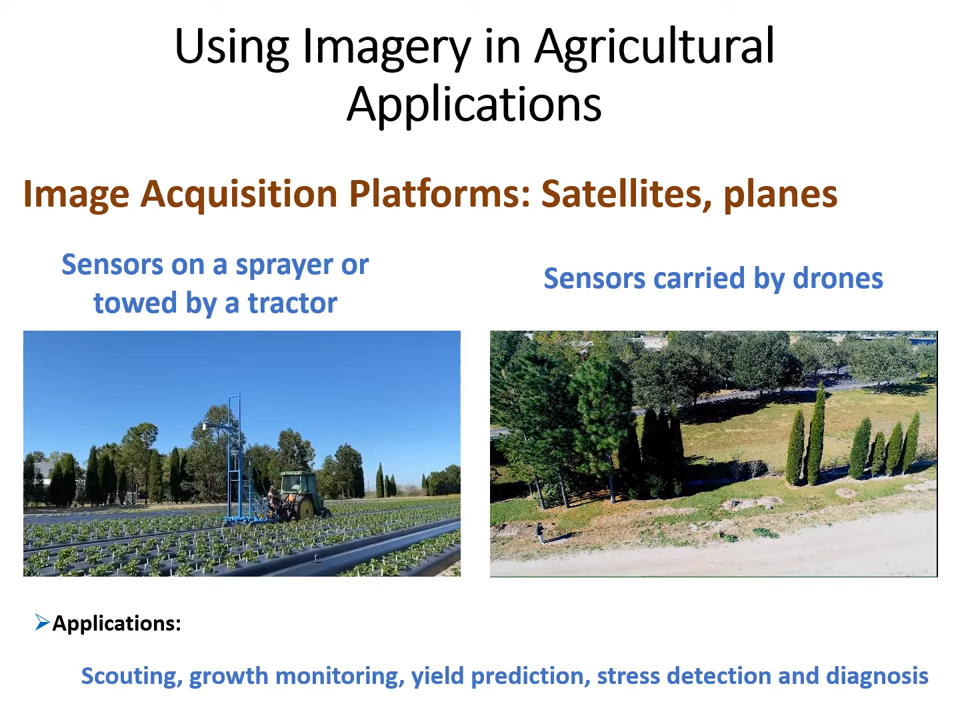 Using Imagery in Agricultural
Applications
Image Acquisition Platforms: Satellites, planes
Sensors on a sprayer or
towed by a tractor
Sensors carried by drones
Applications:
Scouting, growth monitoring, yield prediction, stress detection and diagnosis